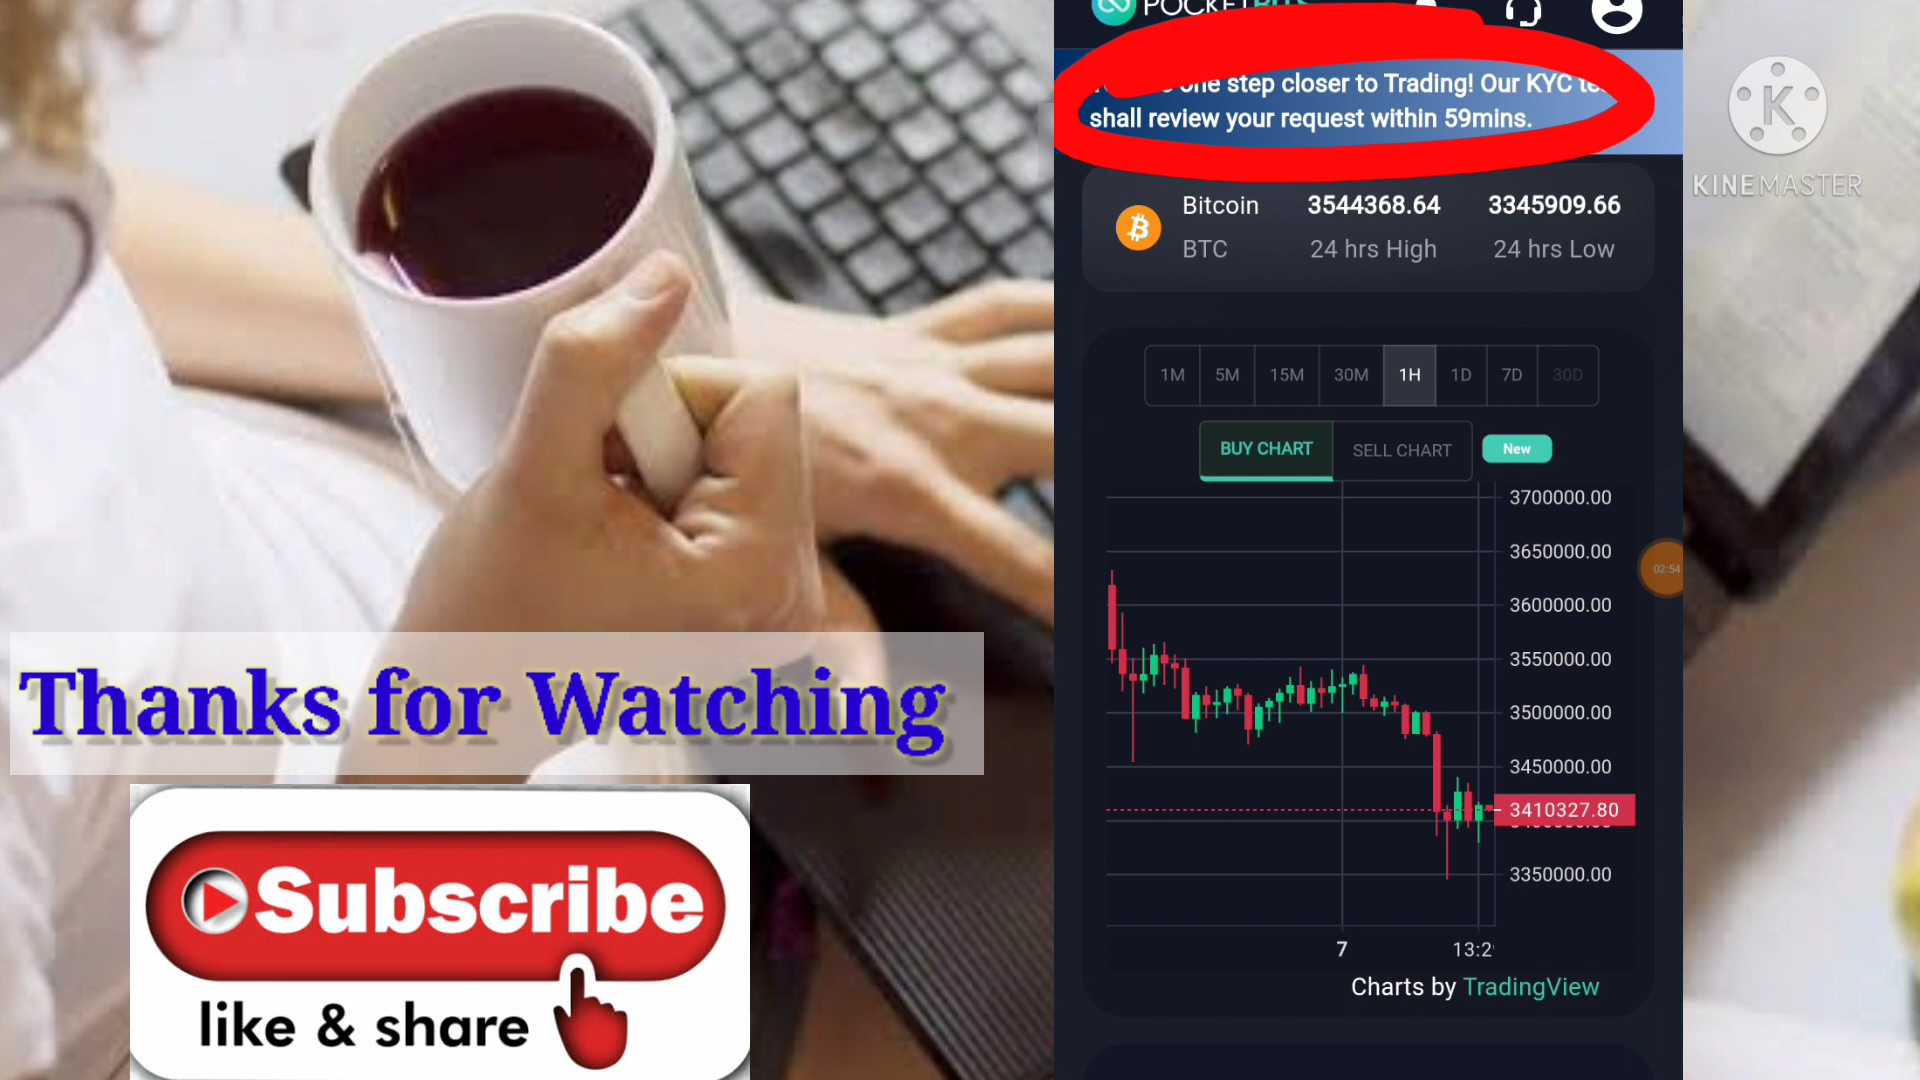 one step closer to Trading! Our KYC
shall review your request within 59mins.
Bitcoin 3544368.64 3345909.66
BTC 24 hrs High 24 hrs Low
KINEMASTER
1M 5M 15M 30M 1H 1D 7D 30D
BUY CHART SELL CHART New
3700000.00
3650000.00
02:54
3600000.00
3550000.00
3500000.00
3450000.00
3410327.80
3350000.00
7
Charts by TradingView
Thanks for Watching
Subscribe
like & share